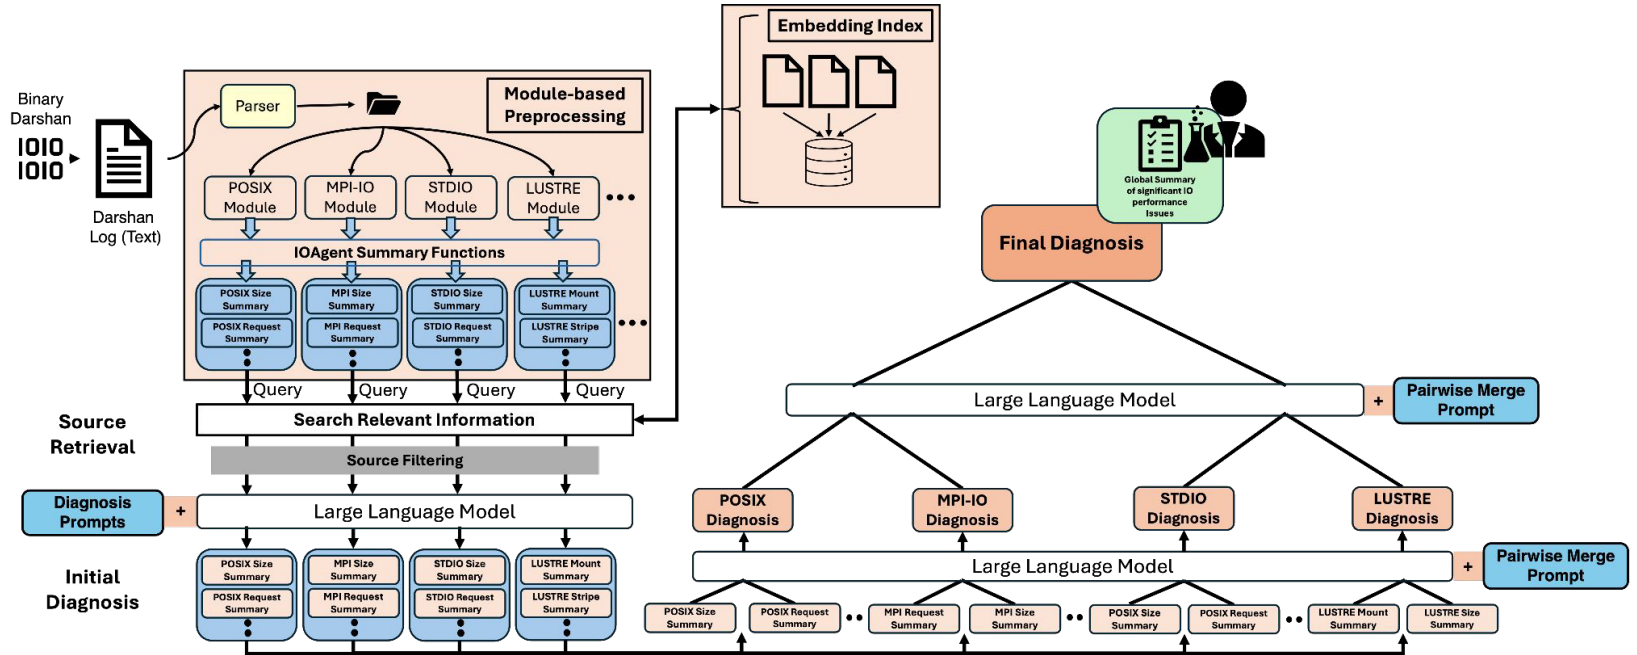 Binary
Darshan
IOIO
IOIO
Darshan
Log (Text)
Parser
Module-based
Preprocessing
POSIX
Module
MPI-IO
Module
STDIO
Module
LUSTRE
Module
IOAgent Summary Functions
POSIX Size
Summary
POSIX Request
Summary
MPI Size
Summary
MPI Request
Summary
STDIO Size
Summary
STDIO Request
Summary
LUSTRE Mount
Summary
LUSTRE Stripe
Summary
Query
Query
Query
Query
Source
Retrieval
Search Relevant Information
Source Filtering
Diagnosis
Prompts
+
Large Language Model
Initial
Diagnosis
POSIX Size
Summary
POSIX Request
Summary
MPI Size
Summary
MPI Request
Summary
STDIO Size
Summary
STDIO Request
Summary
LUSTRE Mount
Summary
LUSTRE Stripe
Summary
Embedding Index
Global Summary
of significant IO
performance
Issues
Final Diagnosis
Large Language Model
+
Pairwise Merge
Prompt
POSIX
Diagnosis
MPI-IO
Diagnosis
STDIO
Diagnosis
LUSTRE
Diagnosis
Large Language Model
+
Pairwise Merge
Prompt
POSIX Size
Summary
POSIX Request
Summary
MPI Request
Summary
MPI Size
Summary
POSIX Size
Summary
POSIX Request
Summary
LUSTRE Mount
Summary
LUSTRE Size
Summary